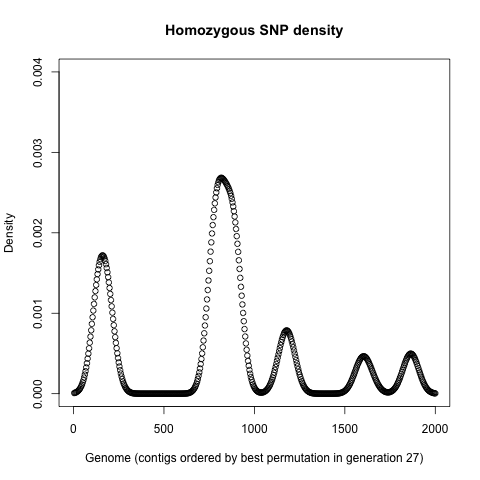 Homozygous SNP density
0.004
0.003
0.002
0.001
0.000
Density
0 500 1000 1500 2000
Genome (contigs ordered by best permutation in generation 27)